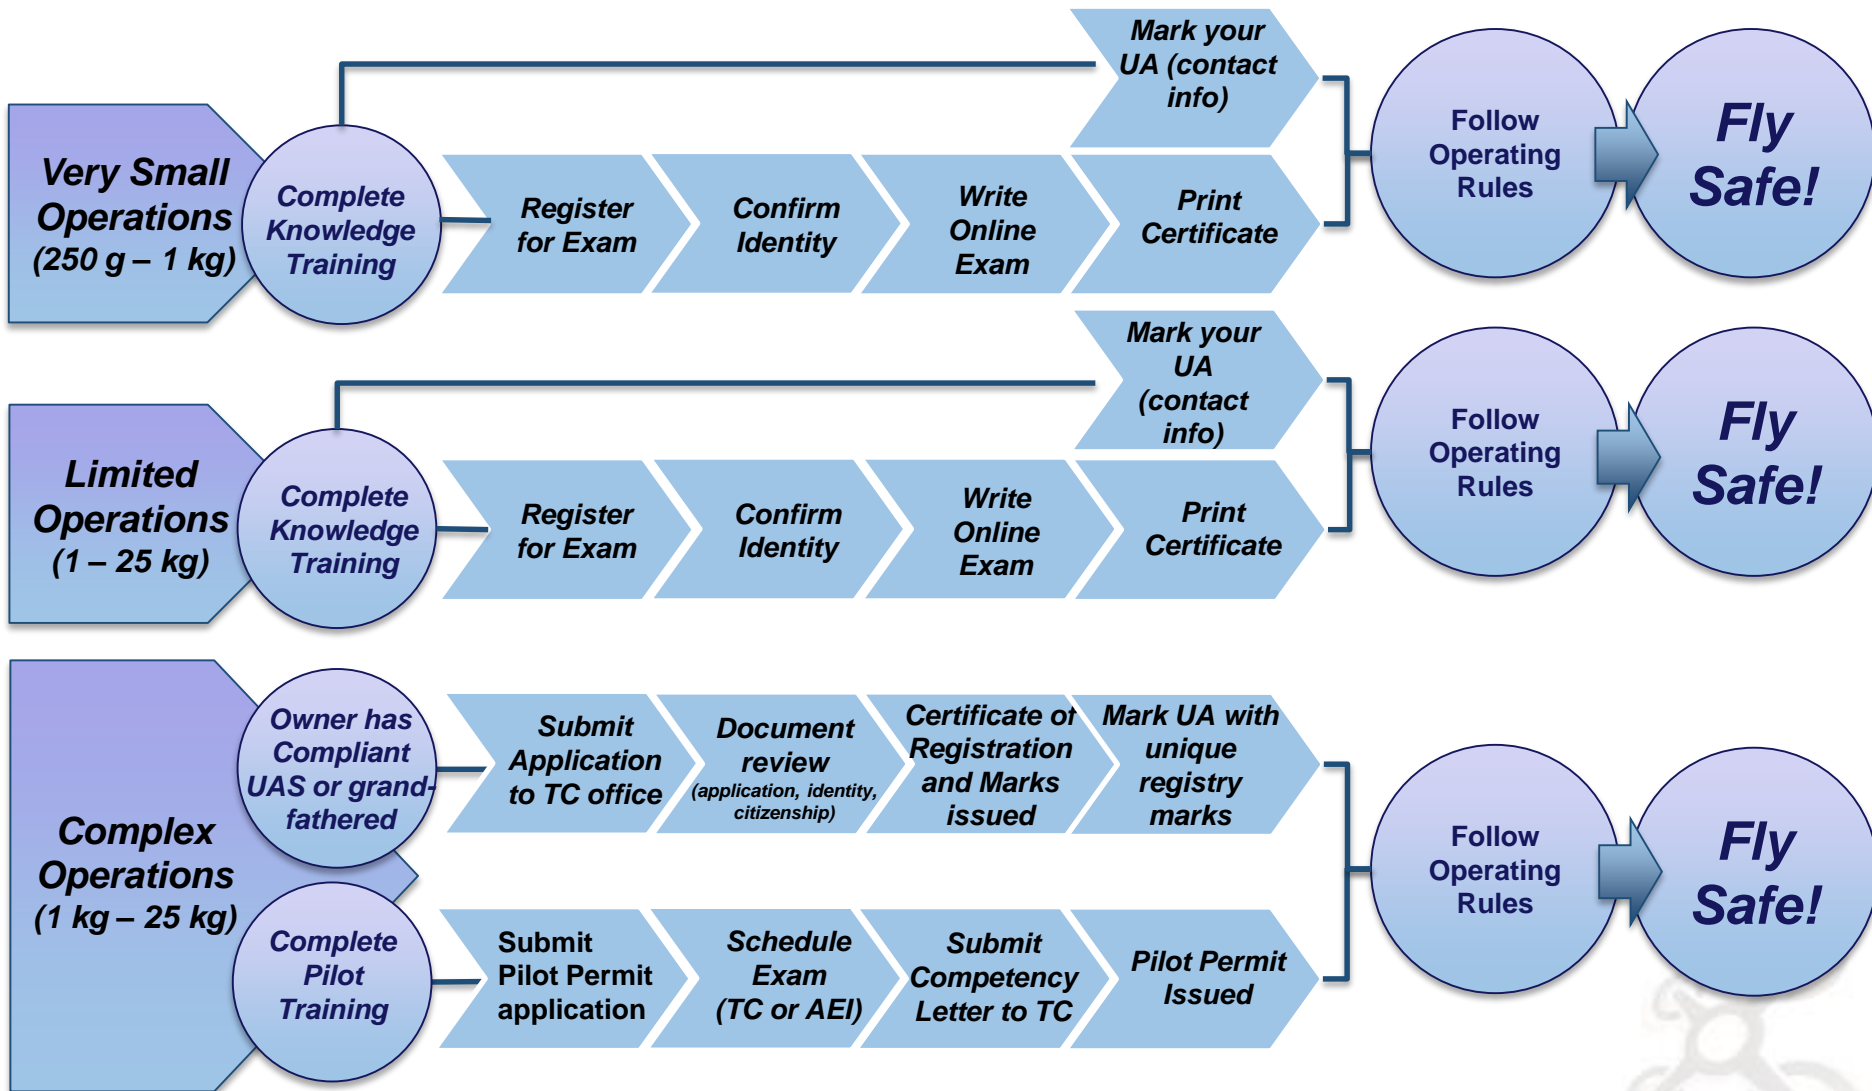 Very Small
Operations
(250 g – 1 kg)
Complete
Knowledge
Training
Mark your
UA (contact
info)
Register
for Exam
Confirm
Identity
Write
Online
Exam
Print
Certificate
Follow
Operating
Rules
Fly
Safe!
Limited
Operations
(1 – 25 kg)
Complete
Knowledge
Training
Mark your
UA
(contact
info)
Register
for Exam
Confirm
Identity
Write
Online
Exam
Print
Certificate
Follow
Operating
Rules
Fly
Safe!
Complex
Operations
(1 kg – 25 kg)
Owner has
Compliant
UAS or grand-
fathered
Submit
Application
to TC office
Document
review
(application, identity,
citizenship)
Certificate of
Registration
and Marks
issued
Mark UA with
unique
registry
marks
Complete
Pilot
Training
Submit
Pilot Permit
application
Schedule
Exam
(TC or AEI)
Submit
Competency
Letter to TC
Pilot Permit
Issued
Follow
Operating
Rules
Fly
Safe!